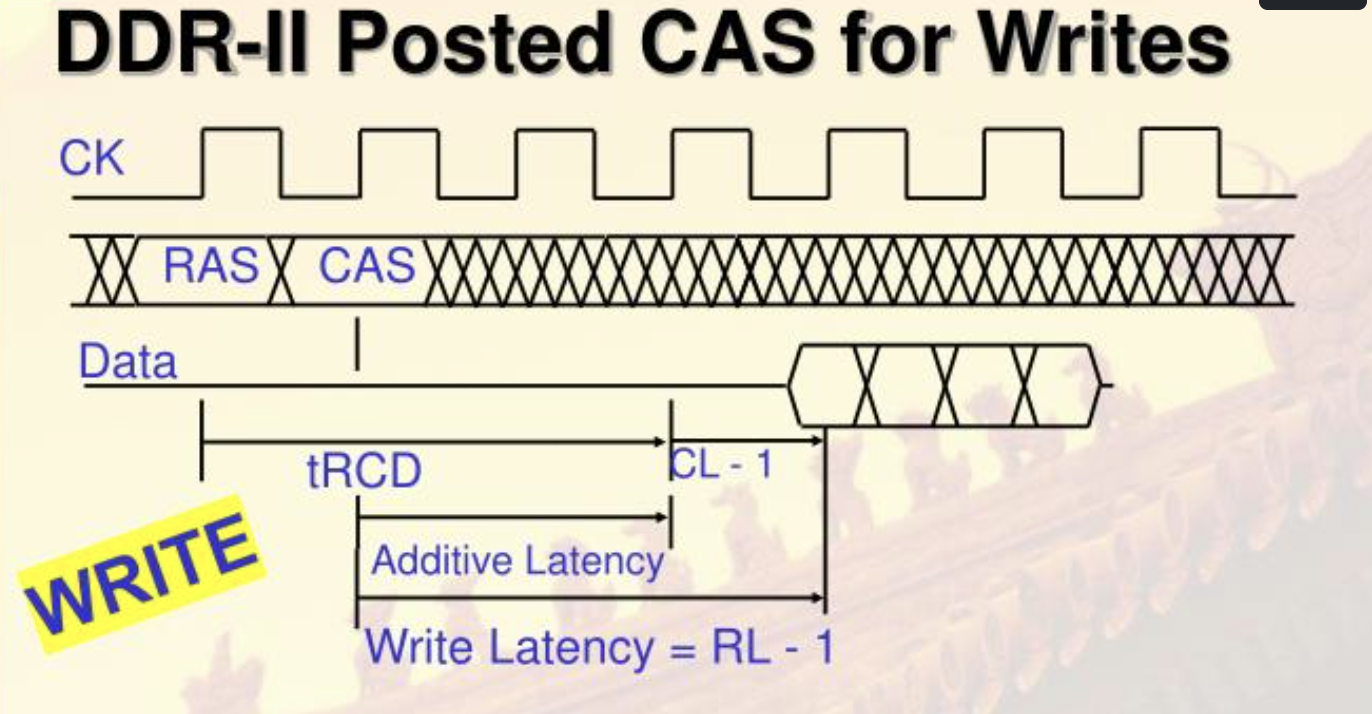 DDR-II Posted CAS for Writes
CK
RAS CAS
Data
tRCD
CL - 1
Additive Latency
WRITE
Write Latency = RL - 1